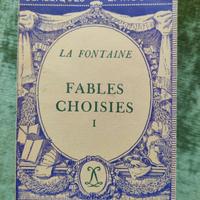 LA FONTAINE
FABLES
CHOISIES
I